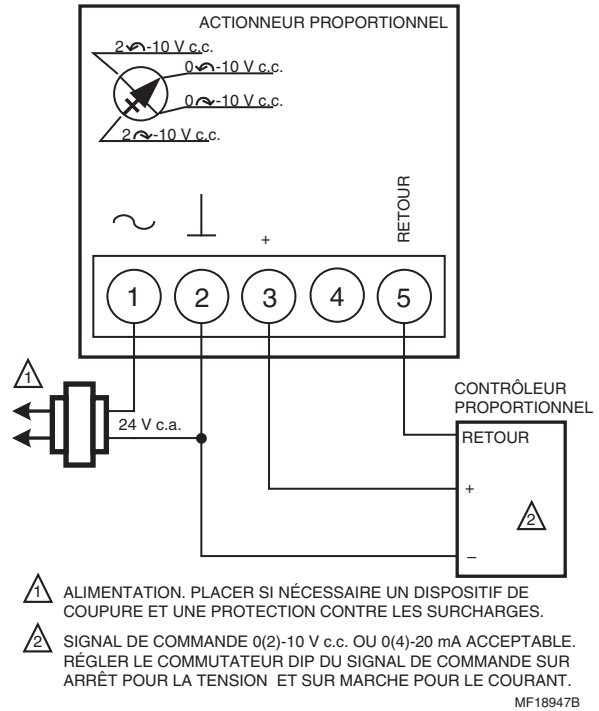 ACTIONNEUR PROPORTIONNEL
2 ↶-10 V c.c.
0 ↶-10 V c.c.
0 ↷-10 V c.c.
2 ↷-10 V c.c.
RETOUR
+
1 2 3 4 5
1
24 V c.a.
CONTRÔLEUR
PROPORTIONNEL
RETOUR
+
2
–
1 ALIMENTATION. PLACER SI NÉCESSAIRE UN DISPOSITIF DE
COUPURE ET UNE PROTECTION CONTRE LES SURCHARGES.
2 SIGNAL DE COMMANDE 0(2)-10 V c.c. OU 0(4)-20 mA ACCEPTABLE.
RÉGLER LE COMMUTATEUR DIP DU SIGNAL DE COMMANDE SUR
ARRÊT POUR LA TENSION ET SUR MARCHE POUR LE COURANT.
MF18947B